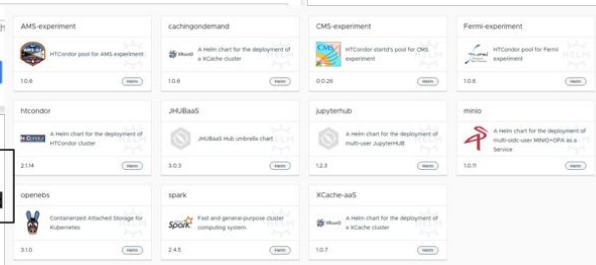 AMS-experiment
HTCondor pool for AMS experiment
1.0.6
Helm
cachingondemand
XRootD
A Helm chart for the deployment of
a XCache cluster
1.0.6
Helm
CMS-experiment
CMS
HTCondor startd's pool for CMS
experiment
0.0.26
Helm
Fermi-experiment
HTCondor pool for Fermi
experiment
1.0.6
Helm
htcondor
HTCondor
A Helm chart for the deployment of
HTCondor cluster
2.1.14
Helm
JHUBaaS
JHUBaaS Hub umbrella chart
3.0.3
Helm
jupyterhub
A Helm chart for the deployment of
multi-user JupyterHUB
1.2.3
Helm
minio
A Helm chart for the deployment of
multi-oidc-user MINIO+OPA as a
Service
1.0.11
Helm
openebs
Containerized Attached Storage for
Kubernetes
3.1.0
Helm
spark
Spark
Fast and general-purpose cluster
computing system.
2.4.5
Helm
XCache-aaS
XRootD
A Helm chart for the deployment of
a XCache cluster
1.0.7
Helm